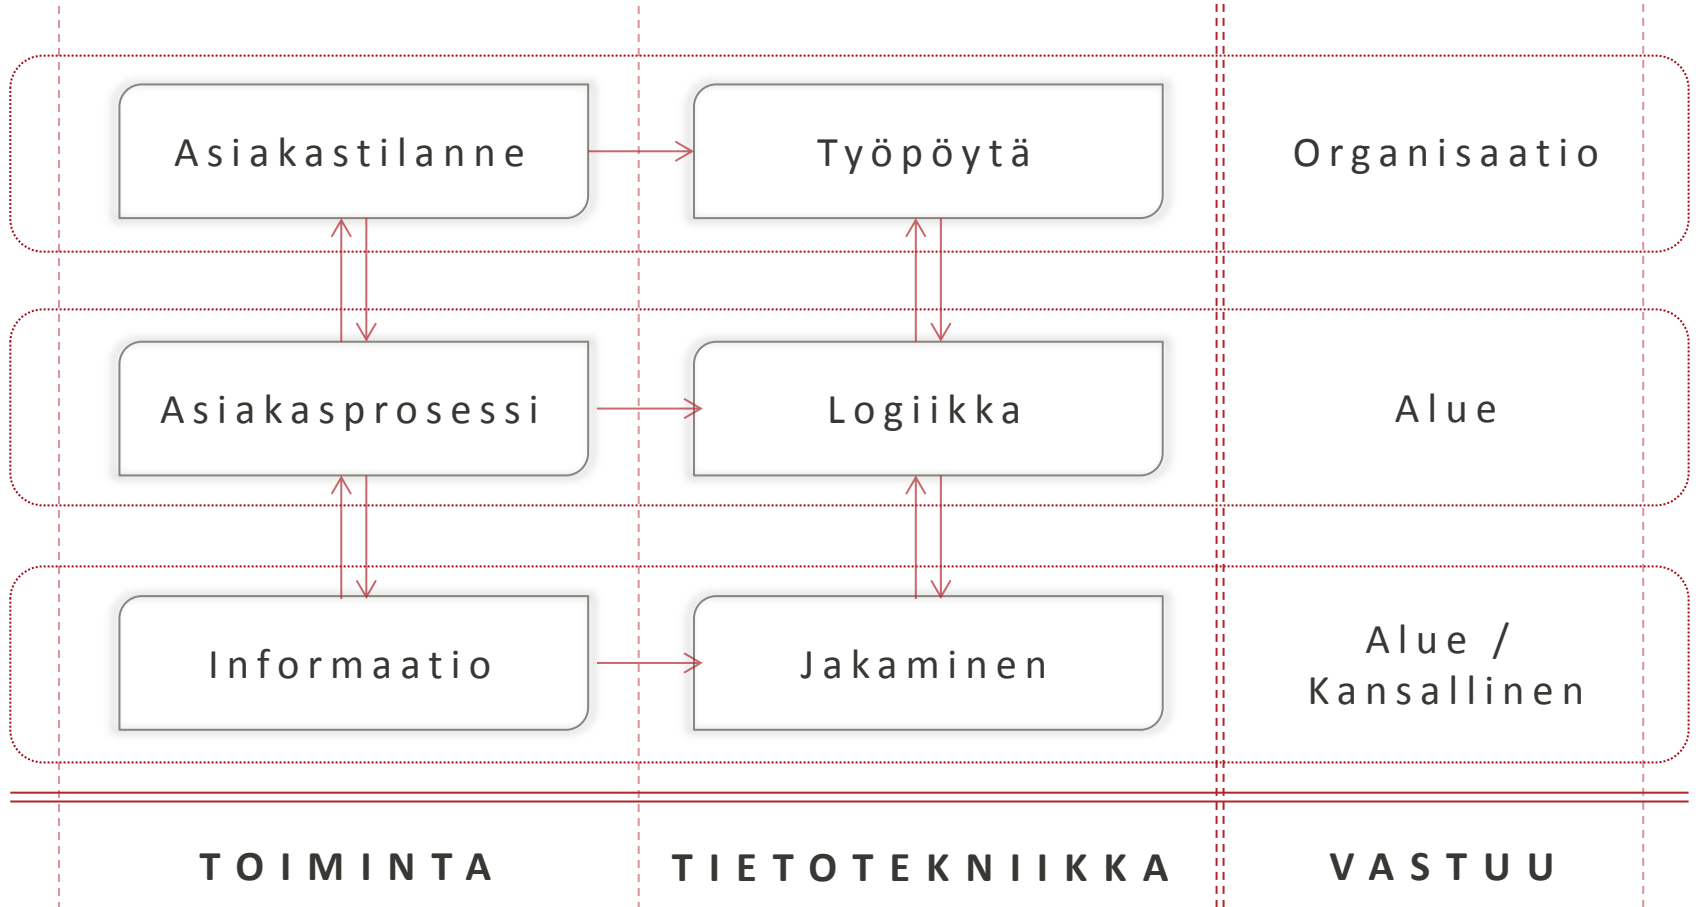 Asiakastilanne
Työpöytä
Organisaatio
Asiakasprosessi
Logiikka
Alue
Informaatio
Jakaminen
Alue /
Kansallinen
TOIMINTA
TIETOTEKNIIKKA
VASTUU